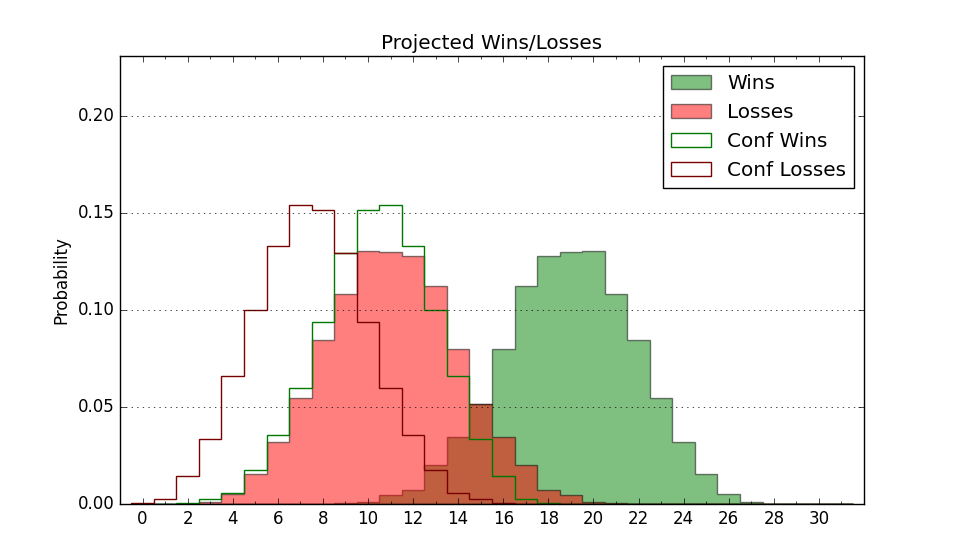 Projected Wins/Losses
Wins
Losses
Conf Wins
Conf Losses
Probability
0.20
0.15
0.10
0.05
0.00
0 2 4 6 8 10 12 14 16 18 20 22 24 26 28 30